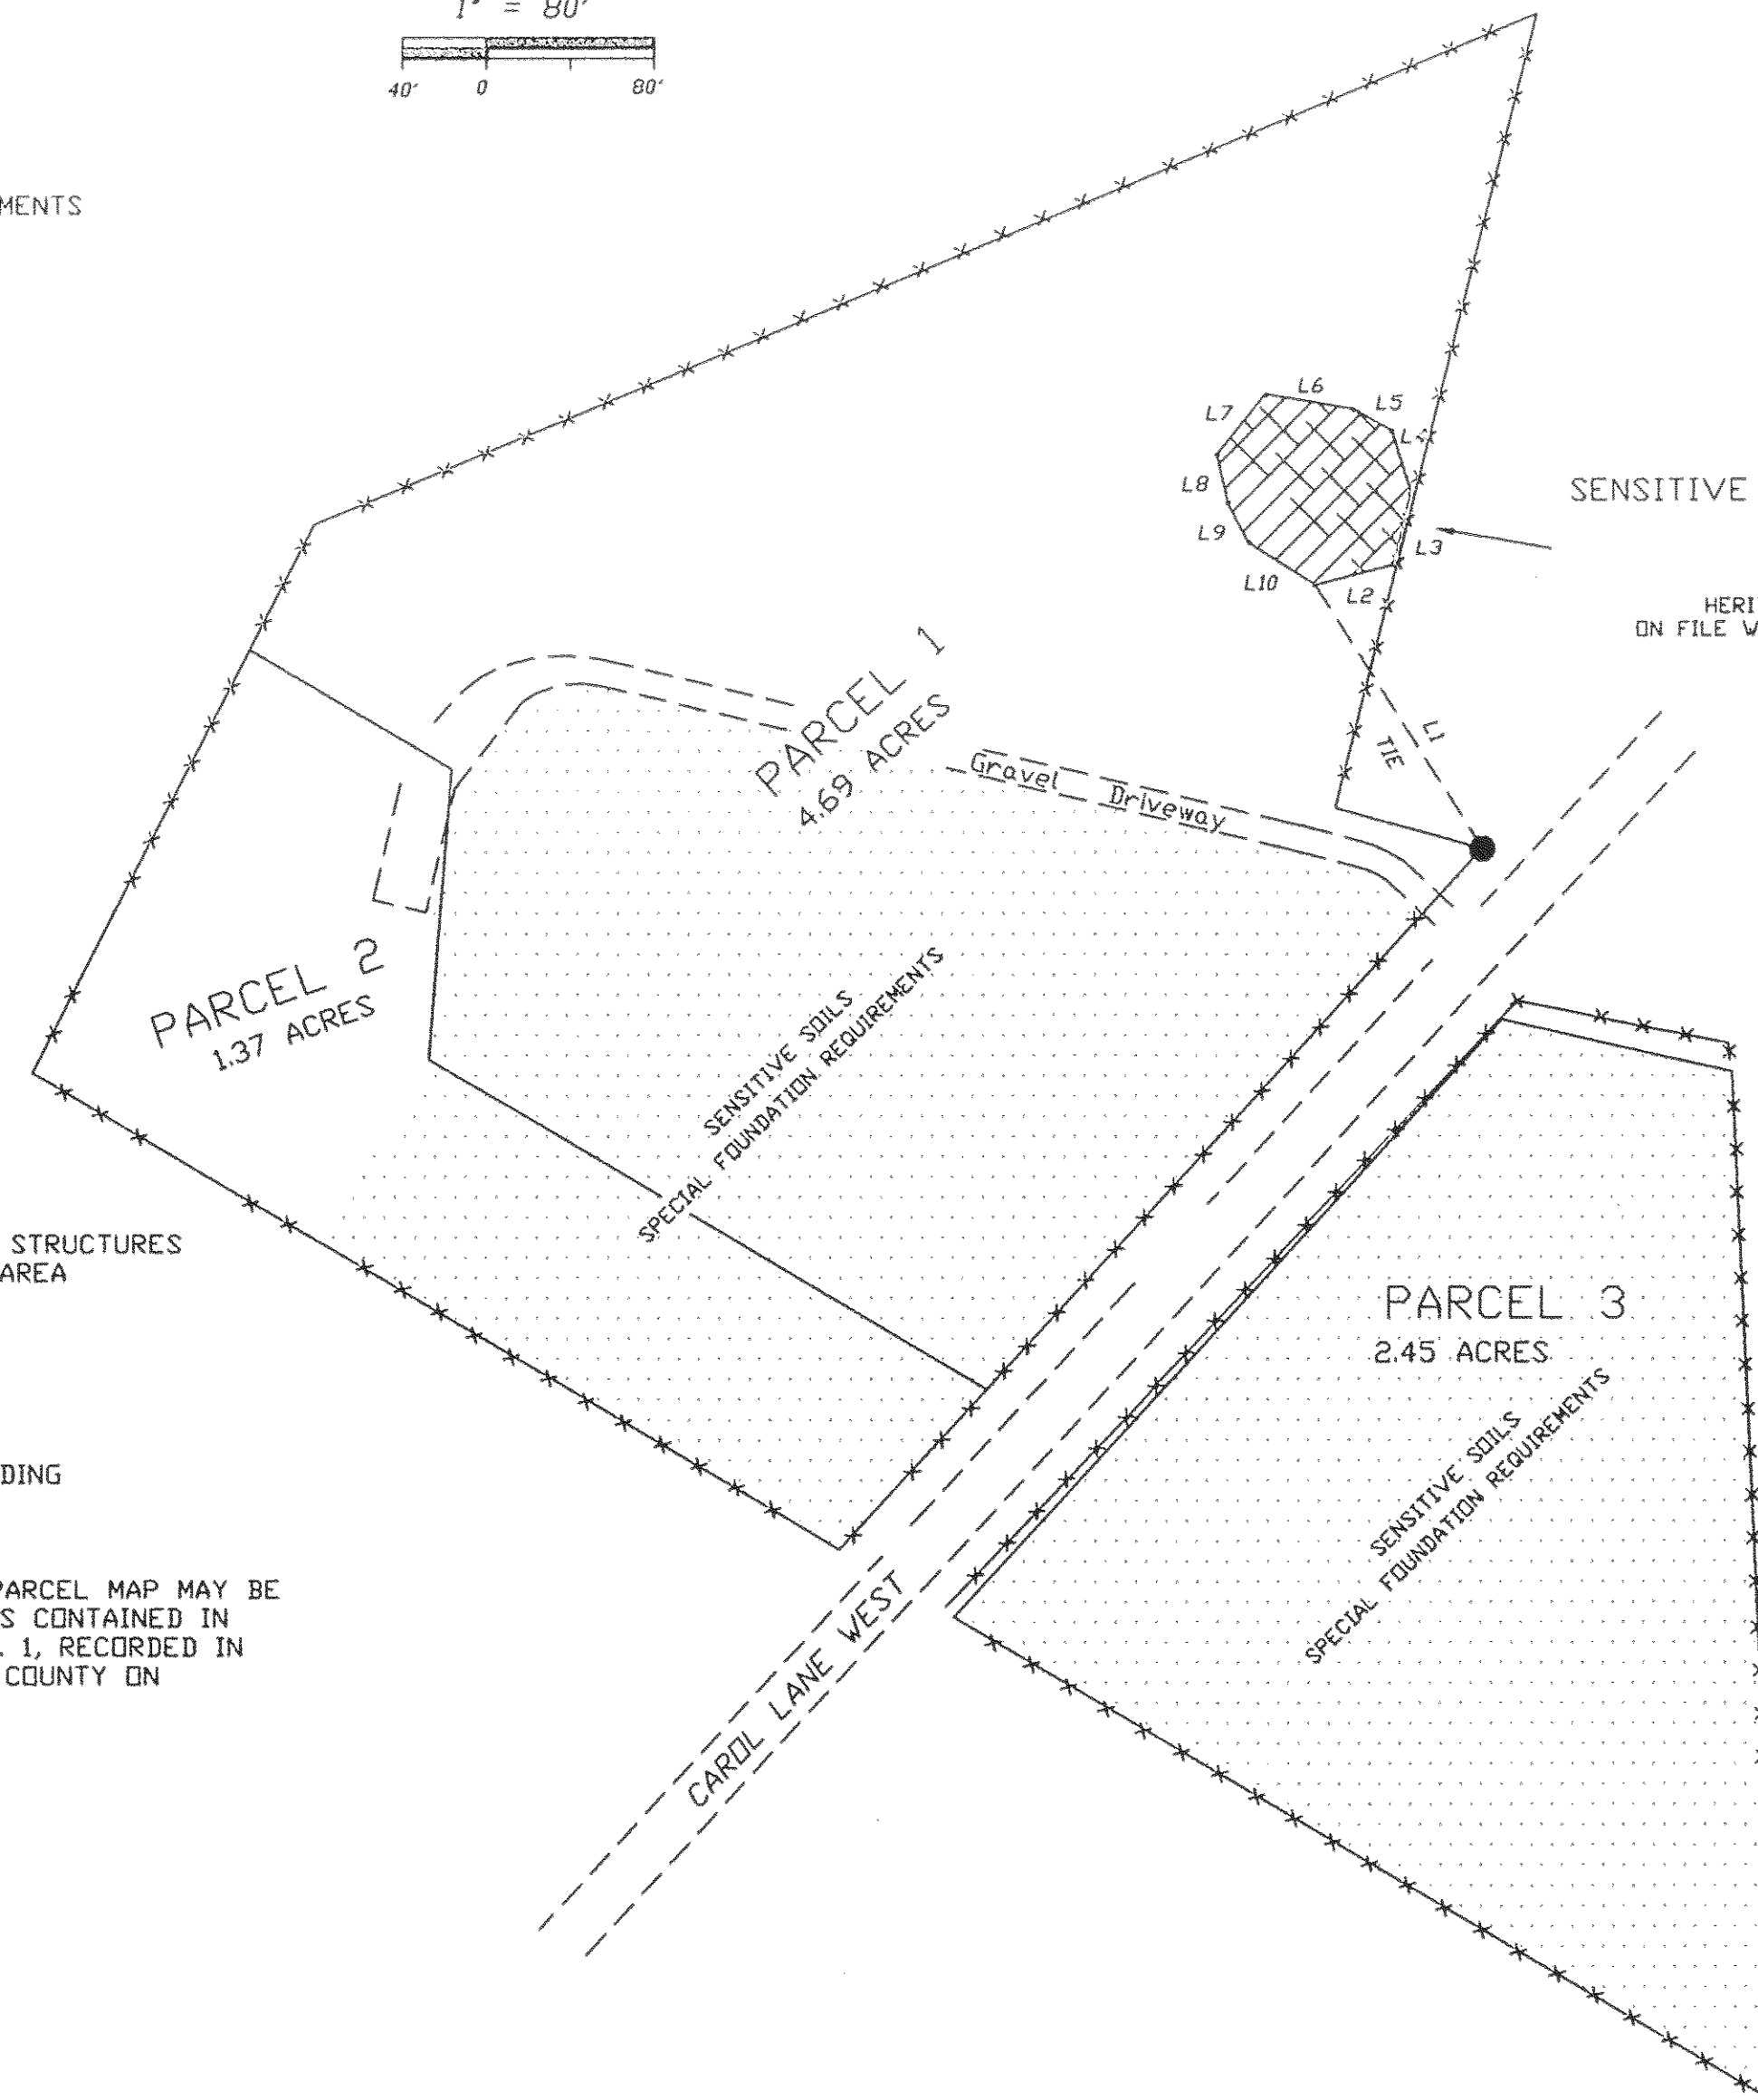 1" = 80'
40' 0 80'
MENTS
L6
L5
L7
L8
L9
L3
L10
L2
SENSITIVE
HERI
ON FILE W
PARCEL 1
4.69 ACRES
Gravel Driveway
L1
TIE
PARCEL 2
1.37 ACRES
SENSITIVE SOILS
SPECIAL FOUNDATION REQUIREMENTS
STRUCTURES
AREA
PARCEL 3
2.45 ACRES
SENSITIVE SOILS
SPECIAL FOUNDATION REQUIREMENTS
DING
PARCEL MAP MAY BE
S CONTAINED IN
. 1, RECORDED IN
COUNTY ON
CAROL LANE WEST